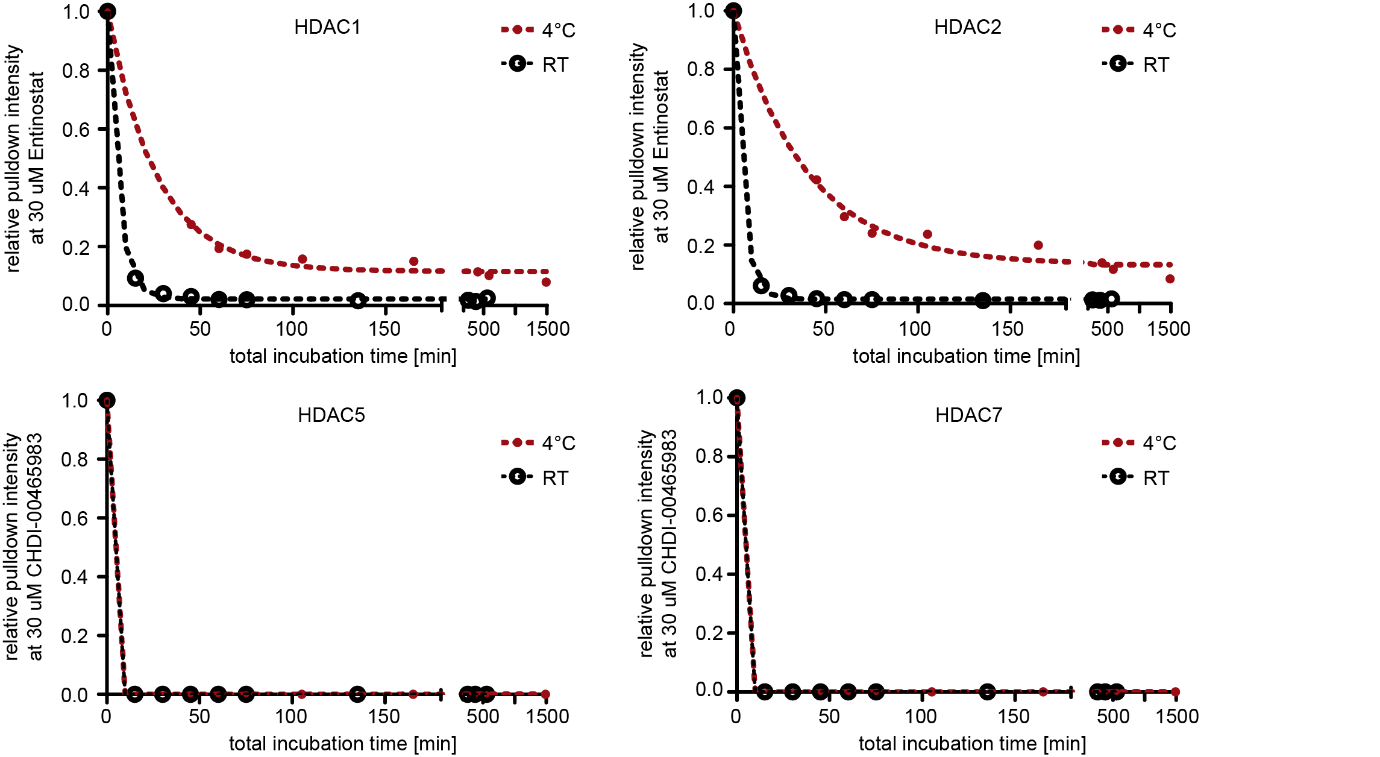 HDAC1
4°C
RT
relative pulldown intensity
at 30 uM Entinostat
1.0
0.8
0.6
0.4
0.2
0.0
0 50 100 150 500 1500
total incubation time [min]
HDAC2
4°C
RT
relative pulldown intensity
at 30 uM Entinostat
1.0
0.8
0.6
0.4
0.2
0.0
0 50 100 150 500 1500
total incubation time [min]
HDAC5
4°C
RT
relative pulldown intensity
at 30 uM CHDI-00465983
1.0
0.8
0.6
0.4
0.2
0.0
0 50 100 150 500 1500
total incubation time [min]
HDAC7
4°C
RT
relative pulldown intensity
at 30 uM CHDI-00465983
1.0
0.8
0.6
0.4
0.2
0.0
0 50 100 150 500 1500
total incubation time [min]